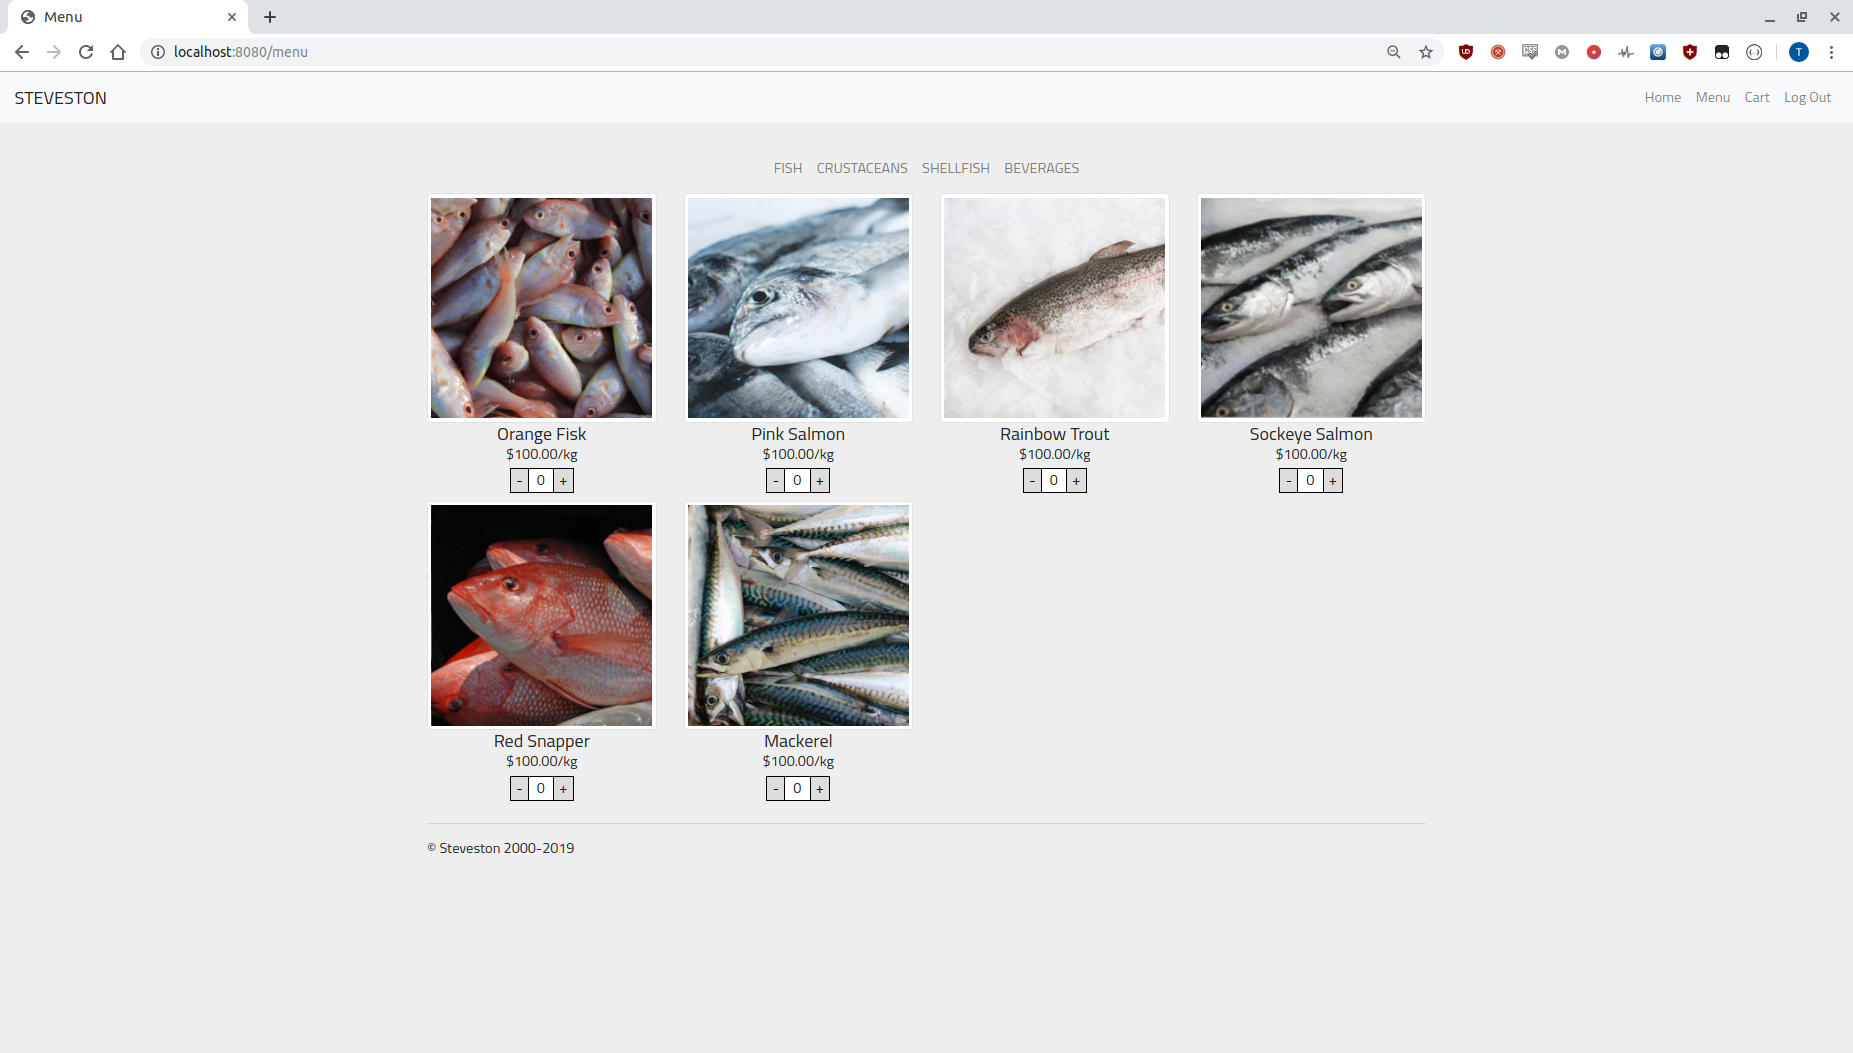 Menu
localhost:8080/menu
T
STEVESTON
Home Menu Cart Log Out
FISH CRUSTACEANS SHELLFISH BEVERAGES
Orange Fisk Pink Salmon Rainbow Trout Sockeye Salmon
$100.00/kg $100.00/kg $100.00/kg $100.00/kg
- 0 + - 0 + - 0 + - 0 +
Red Snapper Mackerel
$100.00/kg $100.00/kg
- 0 + - 0 +
© Steveston 2000-2019